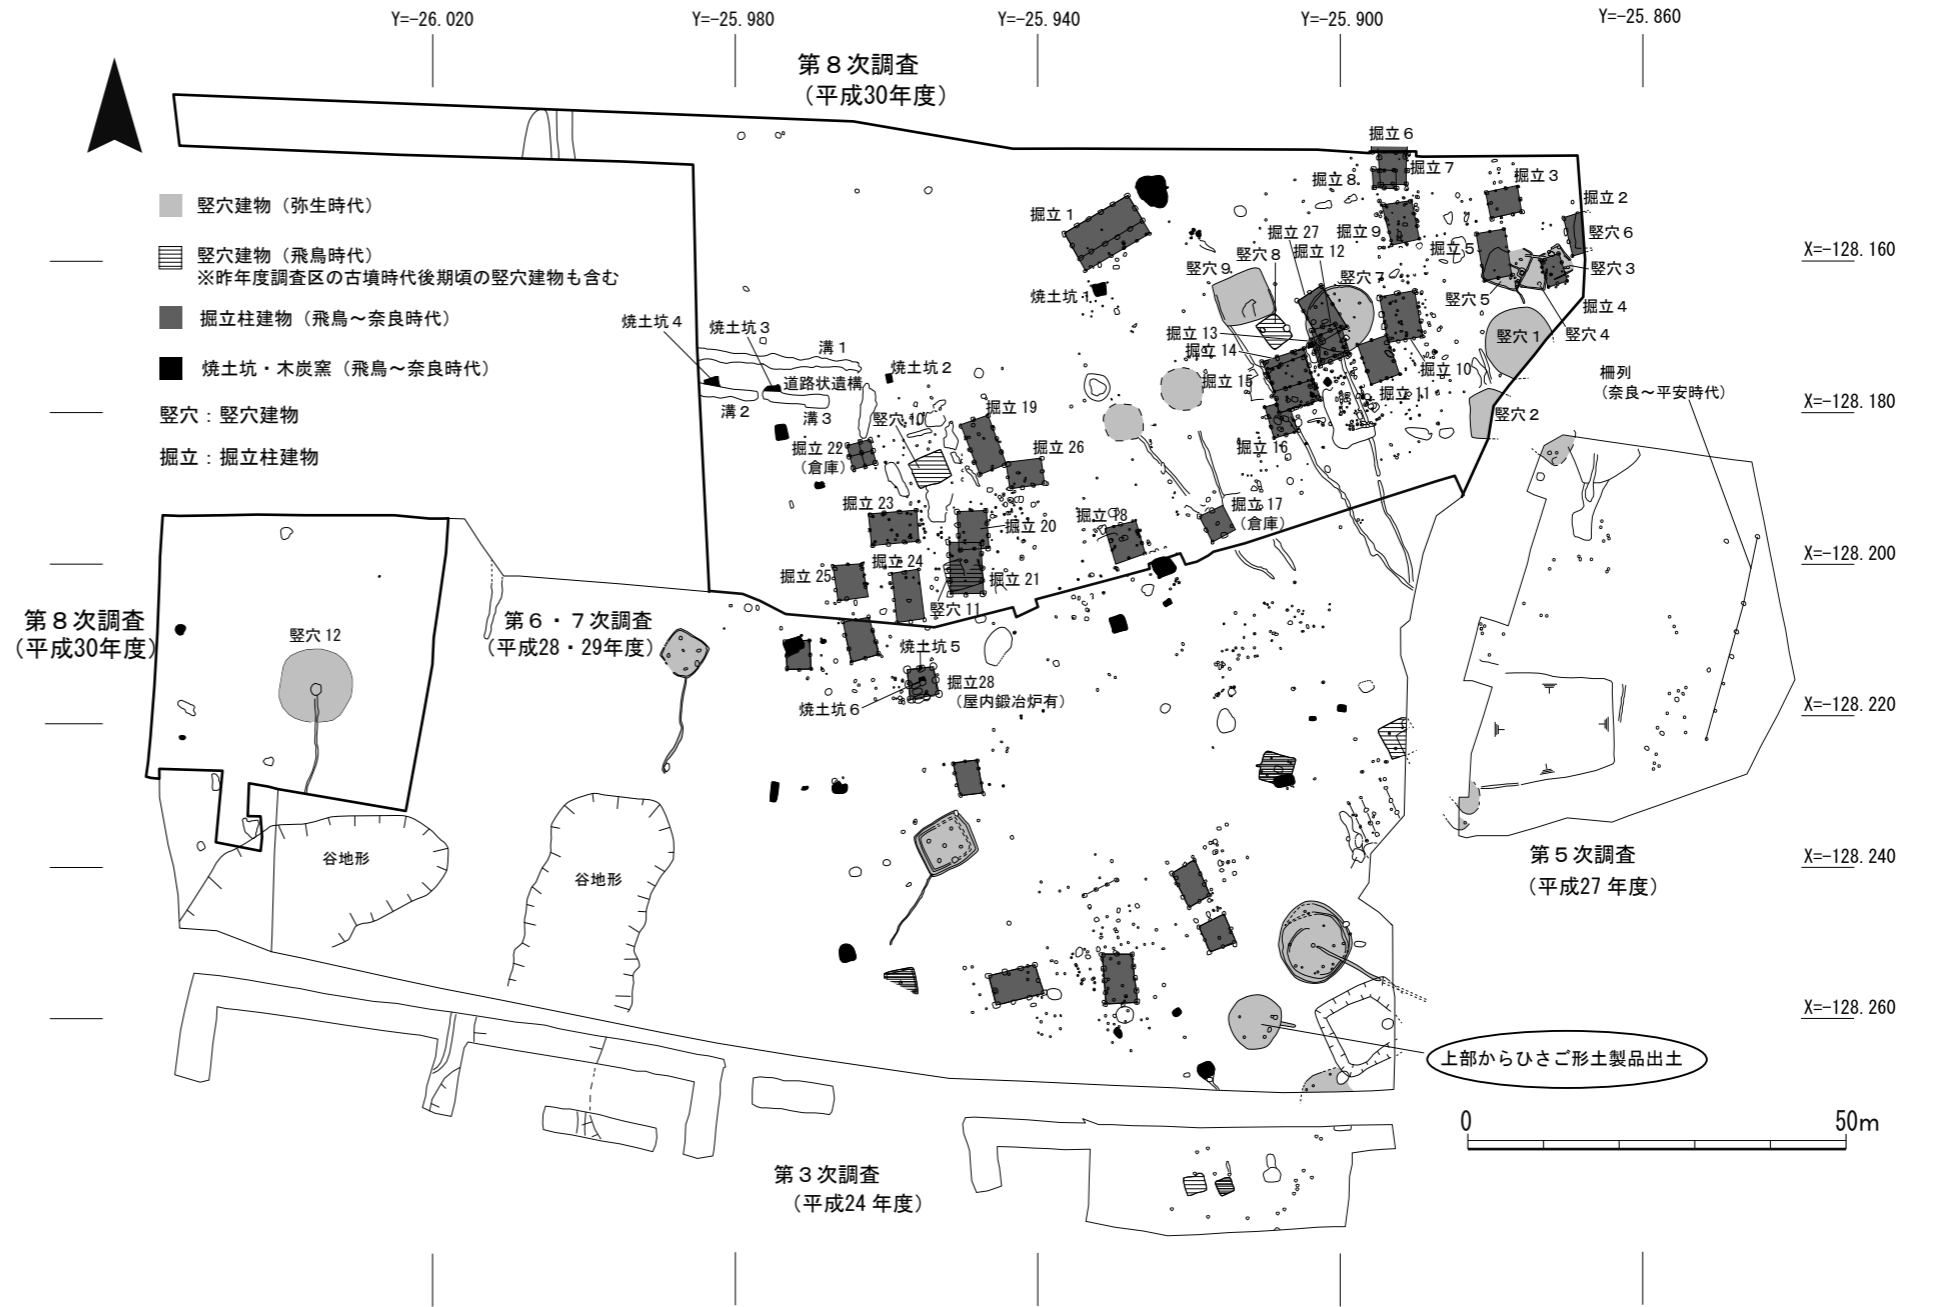 Y=-26.020
Y=-25.980
Y=-25.940
Y=-25.900
Y=-25.860
第８次調査
（平成30年度）
竪穴建物（弥生時代）
竪穴建物（飛鳥時代）
※昨年度調査区の古墳時代後期頃の竪穴建物も含む
掘立柱建物（飛鳥～奈良時代）
焼土坑・木炭窯（飛鳥～奈良時代）
竪穴：竪穴建物
掘立：掘立柱建物
掘立６
掘立７
掘立８
掘立３
掘立２
掘立１
掘立 27
掘立９
掘立５
竪穴６
竪穴８
掘立 12
竪穴９
竪穴７
竪穴３
焼土坑１
竪穴５
掘立４
掘立 13
竪穴１
竪穴４
掘立 14
掘立 15
掘立 10
掘立 11
竪穴２
掘立 16
柵列
（奈良～平安時代）
焼土坑４
焼土坑３
溝１
焼土坑２
道路状遺構
溝２
溝３
竪穴 10
掘立 19
掘立 22
（倉庫）
掘立 26
掘立 23
掘立 20
掘立 18
掘立 17
（倉庫）
掘立 25
掘立 24
掘立 21
竪穴 11
X=-128.160
X=-128.180
X=-128.200
X=-128.220
X=-128.240
X=-128.260
第８次調査
（平成30年度）
竪穴 12
第６・７次調査
（平成28・29年度）
焼土坑５
掘立28
（屋内鍛冶炉有）
焼土坑６
谷地形
谷地形
第５次調査
（平成27 年度）
上部からひさご形土製品出土
0
50m
第３次調査
（平成24 年度）